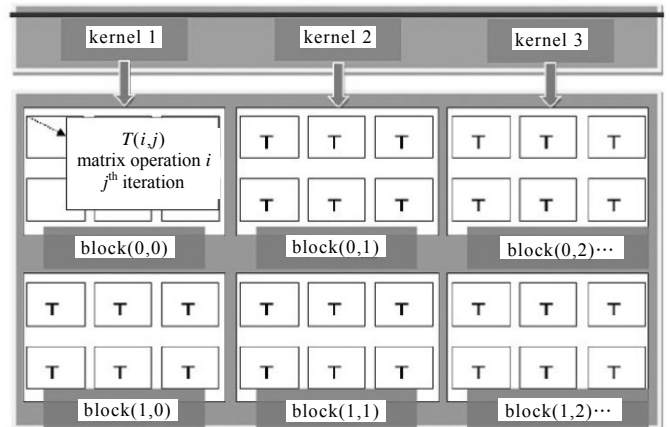 kernel 1 kernel 2 kernel 3
T(i,j)
matrix operation i
jth iteration
T T T T T T
T T T T T T
block(0,0) block(0,1) block(0,2)…
T T T T T T T T T
T T T T T T T T T
block(1,0) block(1,1) block(1,2)…